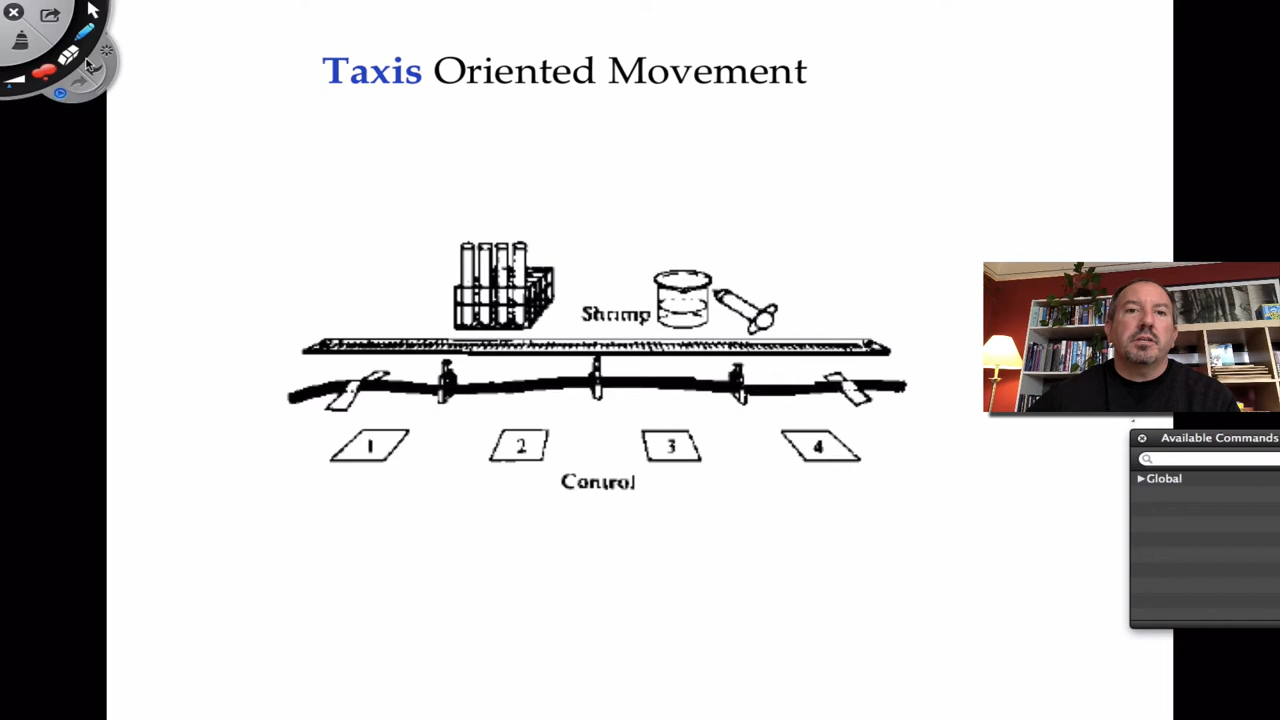 Taxis Oriented Movement
Shrimp
1 2 3 4
Control
Available Commands
Global